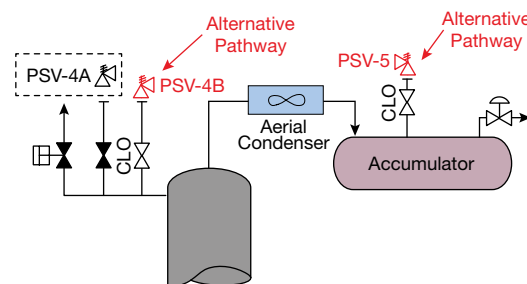 Alternative
Pathway
PSV-4A
PSV-4B
CLO
Aerial
Condenser
Alternative
Pathway
PSV-5
CLO
Accumulator